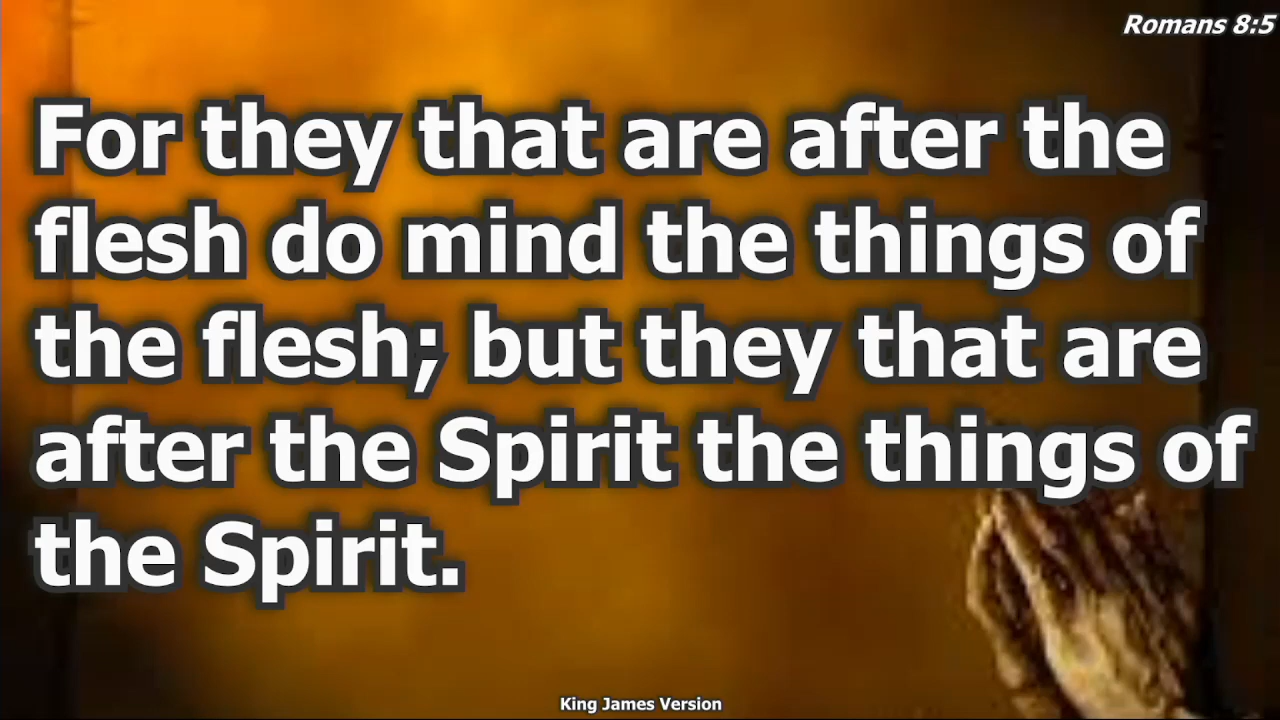 Romans 8:5
For they that are after the
flesh do mind the things of
the flesh; but they that are
after the Spirit the things of
the Spirit.
King James Version